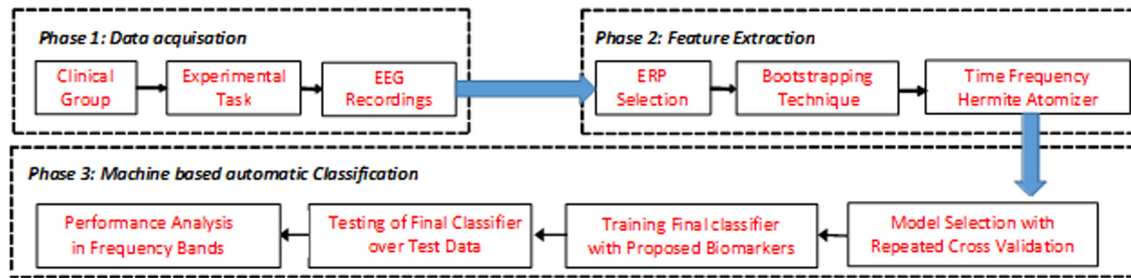 Phase 1: Data acquisation
Clinical
Group
Experimental
Task
EEG
Recordings
Phase 2: Feature Extraction
ERP
Selection
Bootstrapping
Technique
Time Frequency
Hermite Atomizer
Phase 3: Machine based automatic Classification
Performance Analysis
in Frequency Bands
Testing of Final Classifier
over Test Data
Training Final classifier
with Proposed Biomarkers
Model Selection with
Repeated Cross Validation